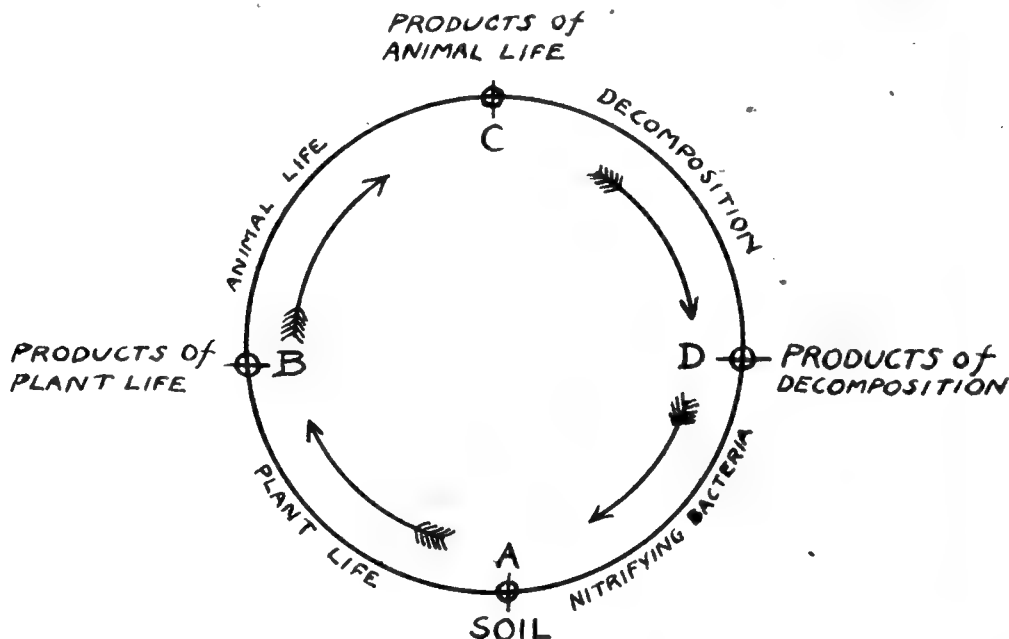 PRODUCTS of
ANIMAL LIFE
C
DECOMPOSITION
ANIMAL LIFE
PRODUCTS of
PLANT LIFE
B
D
PRODUCTS of
DECOMPOSITION
PLANT LIFE
NITRIFYING BACTERIA
A
SOIL